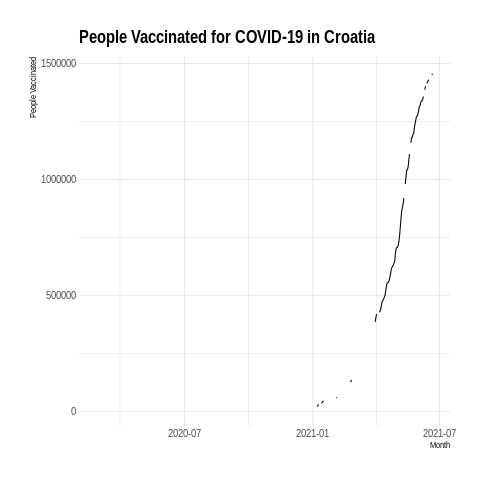 People Vaccinated for COVID-19 in Croatia
People Vaccinated
1500000
1000000
500000
0
2020-07
2021-01
2021-07
Month